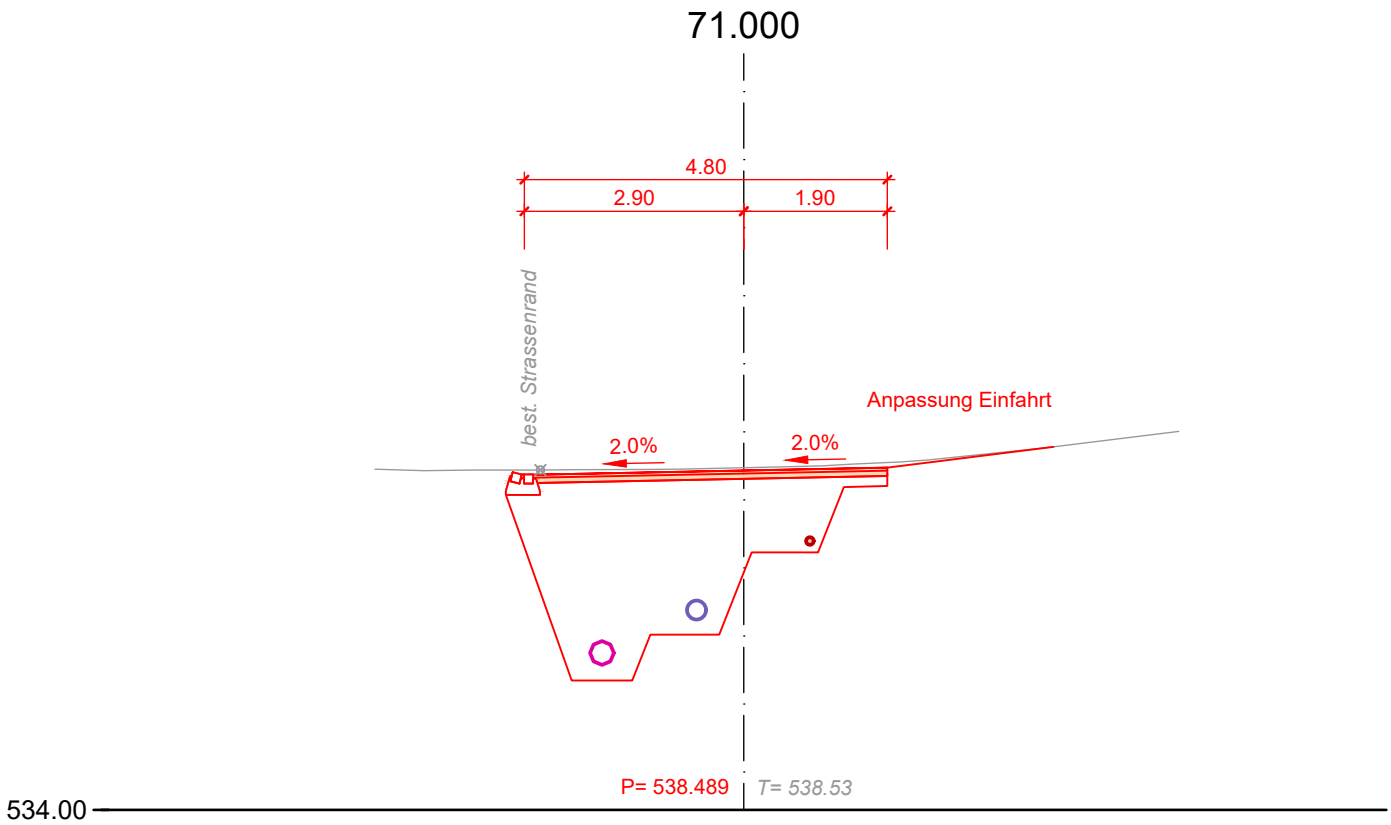 71.000
4.80
2.90
1.90
best. Strassenrand
Anpassung Einfahrt
2.0%
2.0%
P= 538.489
T= 538.53
534.00